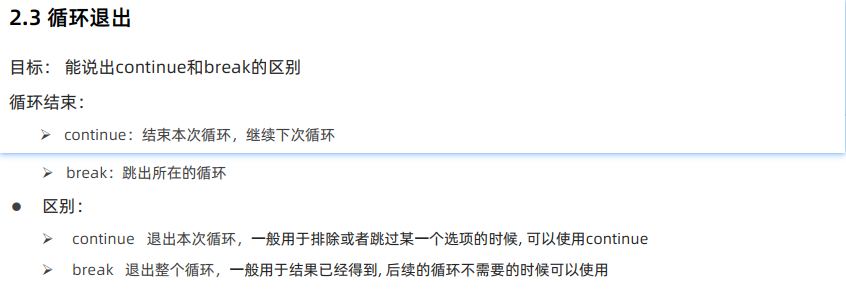 2.3 循环退出
目标： 能说出continue和break的区别
循环结束：
➢ continue：结束本次循环，继续下次循环
➢ break：跳出所在的循环
● 区别：
➢ continue 退出本次循环，一般用于排除或者跳过某一个选项的时候, 可以使用continue
➢ break 退出整个循环，一般用于结果已经得到, 后续的循环不需要的时候可以使用